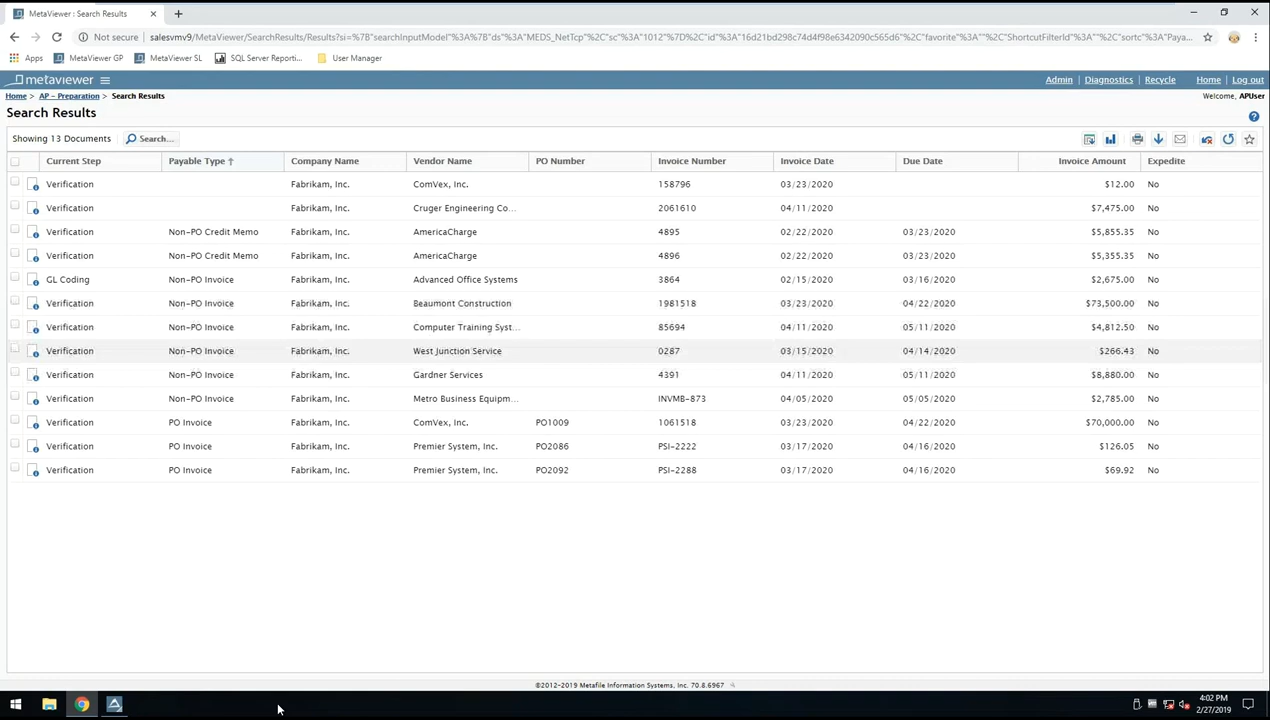 MetaViewer : Search Results
Not secure salesvmv9/MetaViewer/SearchResults/Results?si=%7B"searchInputModel"%3A%7B"ds"%3A"MEDS_NetTcp"%2C"sc"%3A"1012"%7D%2C"id"%3A"16d21bd298c74d4f98e6342090c565d6"%2C"favorite"%3A""%2C"ShortcutFilterId"%3A""%2C"sortc"%3A"Paya...
Apps MetaViewer GP MetaViewer SL SQL Server Reporti... User Manager
metaviewer Admin Diagnostics Recycle Home Log out
Home > AP - Preparation > Search Results Welcome, APUser
Search Results
Showing 13 Documents Search...
Current Step Payable Type Company Name Vendor Name PO Number Invoice Number Invoice Date Due Date Invoice Amount Expedite
Verification Fabrikam, Inc. ComVex, Inc. 158796 03/23/2020 $12.00 No
Verification Fabrikam, Inc. Cruger Engineering Co... 2061610 04/11/2020 $7,475.00 No
Verification Non-PO Credit Memo Fabrikam, Inc. AmericaCharge 4895 02/22/2020 03/23/2020 $5,855.35 No
Verification Non-PO Credit Memo Fabrikam, Inc. AmericaCharge 4896 02/22/2020 03/23/2020 $5,355.35 No
GL Coding Non-PO Invoice Fabrikam, Inc. Advanced Office Systems 3864 02/15/2020 03/16/2020 $2,675.00 No
Verification Non-PO Invoice Fabrikam, Inc. Beaumont Construction 1981518 03/23/2020 04/22/2020 $73,500.00 No
Verification Non-PO Invoice Fabrikam, Inc. Computer Training Syst... 85694 04/11/2020 05/11/2020 $4,812.50 No
Verification Non-PO Invoice Fabrikam, Inc. West Junction Service 0287 03/15/2020 04/14/2020 $266.43 No
Verification Non-PO Invoice Fabrikam, Inc. Gardner Services 4391 04/11/2020 05/11/2020 $8,880.00 No
Verification Non-PO Invoice Fabrikam, Inc. Metro Business Equipm... INVMB-873 04/05/2020 05/05/2020 $2,785.00 No
Verification PO Invoice Fabrikam, Inc. ComVex, Inc. PO1009 1061518 03/23/2020 04/22/2020 $70,000.00 No
Verification PO Invoice Fabrikam, Inc. Premier System, Inc. PO2086 PSI-2222 03/17/2020 04/16/2020 $126.05 No
Verification PO Invoice Fabrikam, Inc. Premier System, Inc. PO2092 PSI-2288 03/17/2020 04/16/2020 $69.92 No
©2012-2019 Metafile Information Systems, Inc. 70.8.6967
4:02 PM
2/27/2019